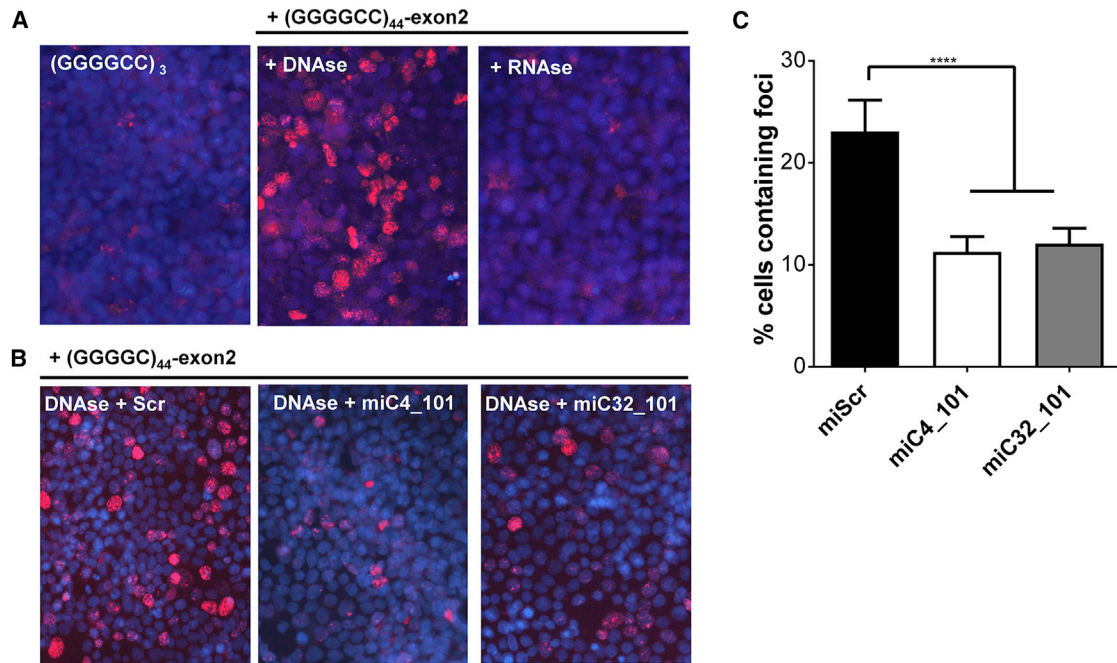 A
+ (GGGGCC)44-exon2
(GGGGCC)3
+ DNAse
+ RNAse
B
+ (GGGGC)44-exon2
DNAse + Scr
DNAse + miC4_101
DNAse + miC32_101
C
% cells containing foci
30
20
10
0
****
miScr
miC4_101
miC32_101